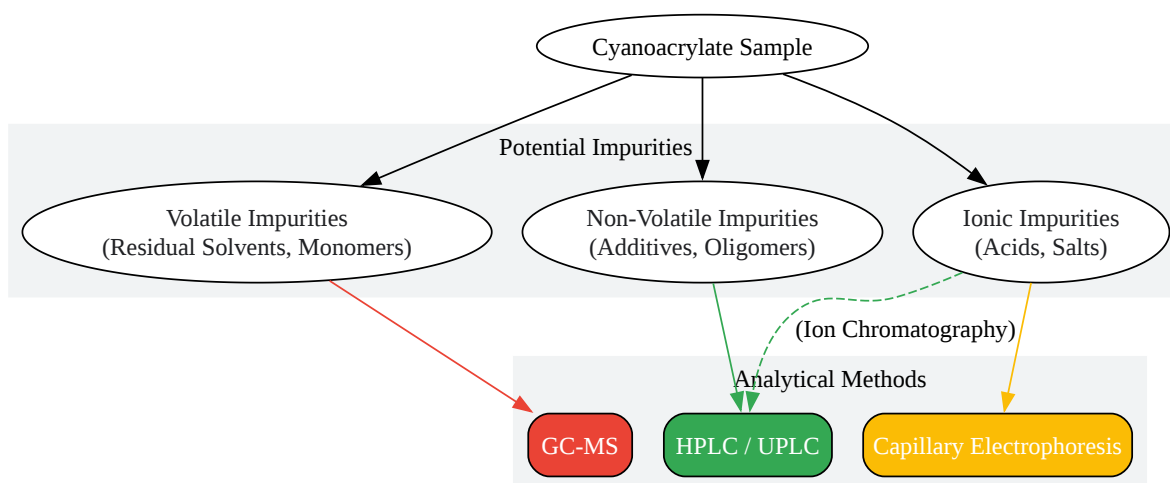 Cyanoacrylate Sample
Potential Impurities
Volatile Impurities
(Residual Solvents, Monomers)
Non-Volatile Impurities
(Additives, Oligomers)
Ionic Impurities
(Acids, Salts)
(Ion Chromatography)
Analytical Methods
GC-MS
HPLC / UPLC
Capillary Electrophoresis